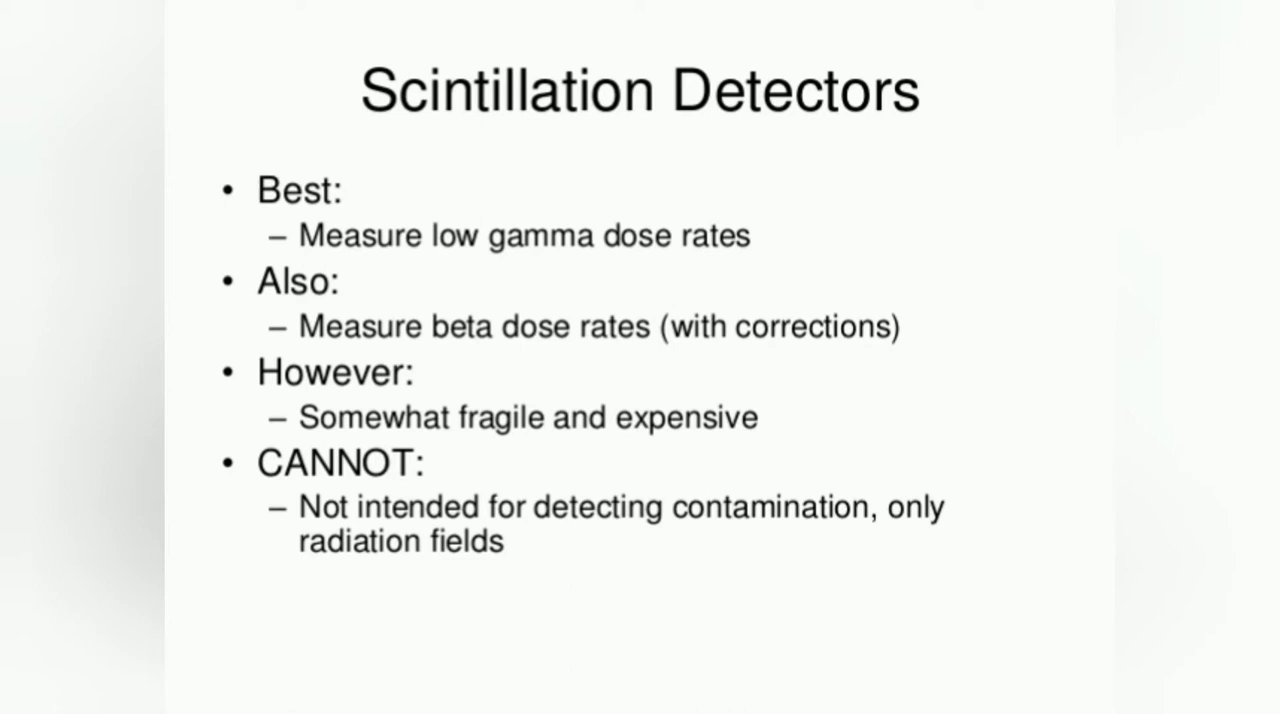 Scintillation Detectors
• Best:
– Measure low gamma dose rates
• Also:
– Measure beta dose rates (with corrections)
• However:
– Somewhat fragile and expensive
• CANNOT:
– Not intended for detecting contamination, only
radiation fields